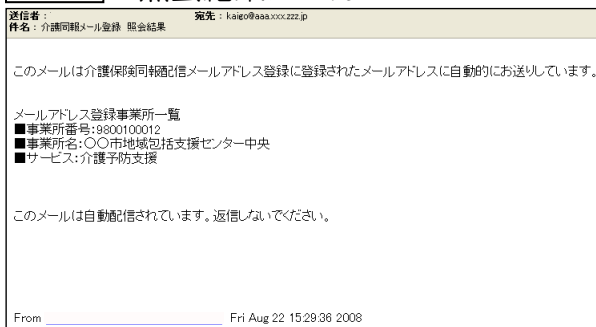 送信者: 宛先: kaigo@aaa.xxx.zzz.jp
件名: 介護同報メール登録 照会結果
このメールは介護保険同報配信メールアドレス登録に登録されたメールアドレスに自動的にお送りしています。
メールアドレス登録事業所一覧
■事業所番号:9800100012
■事業所名:〇〇市地域包括支援センター中央
■サービス:介護予防支援
このメールは自動配信されています。返信しないでください。
From Fri Aug 22 15:29:36 2008